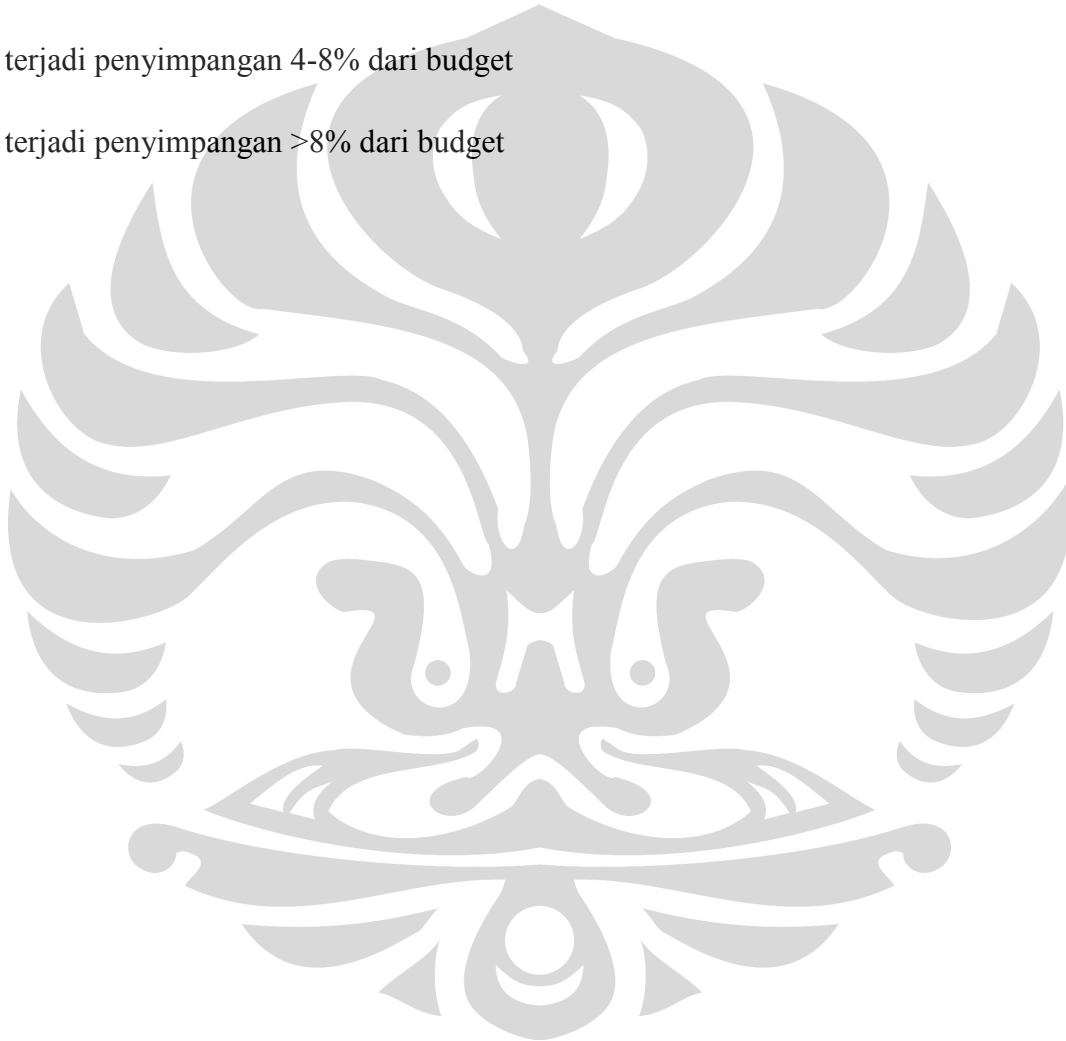 terjadi penyimpangan 4-8% dari budget
terjadi penyimpangan >8% dari budget